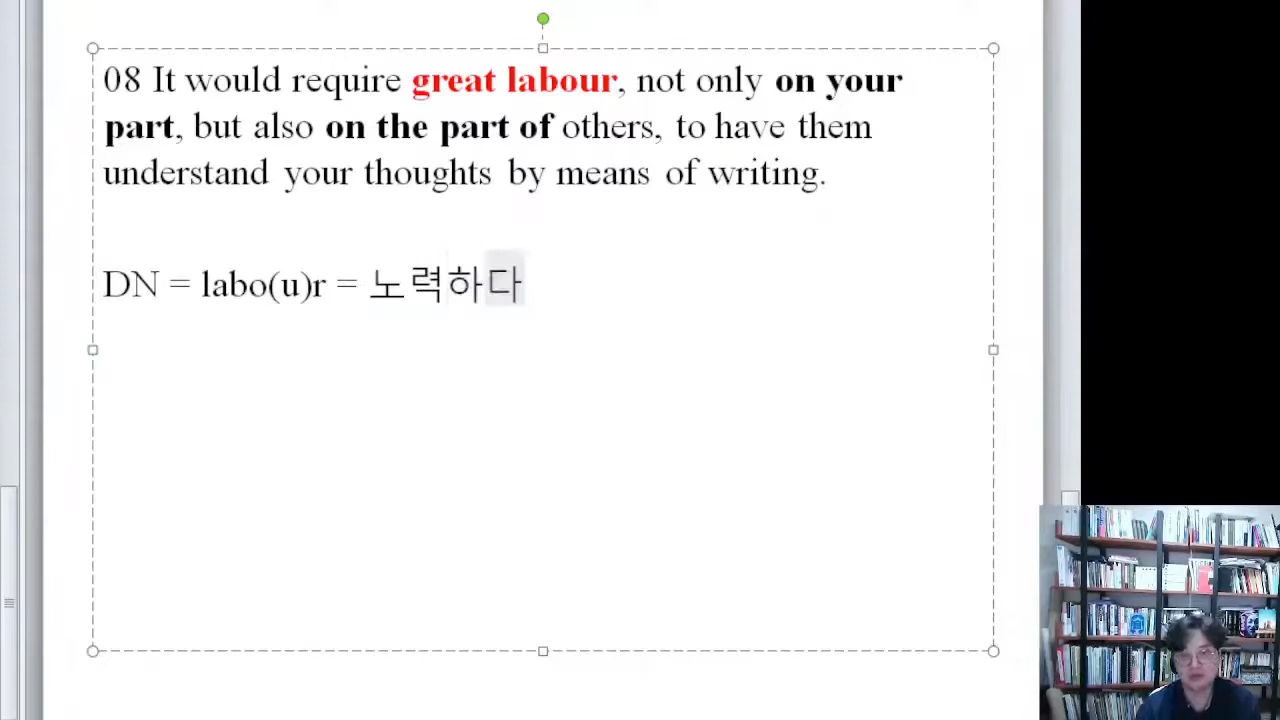 08 It would require great labour, not only on your
part, but also on the part of others, to have them
understand your thoughts by means of writing.
DN = labo(u)r = 노력하다